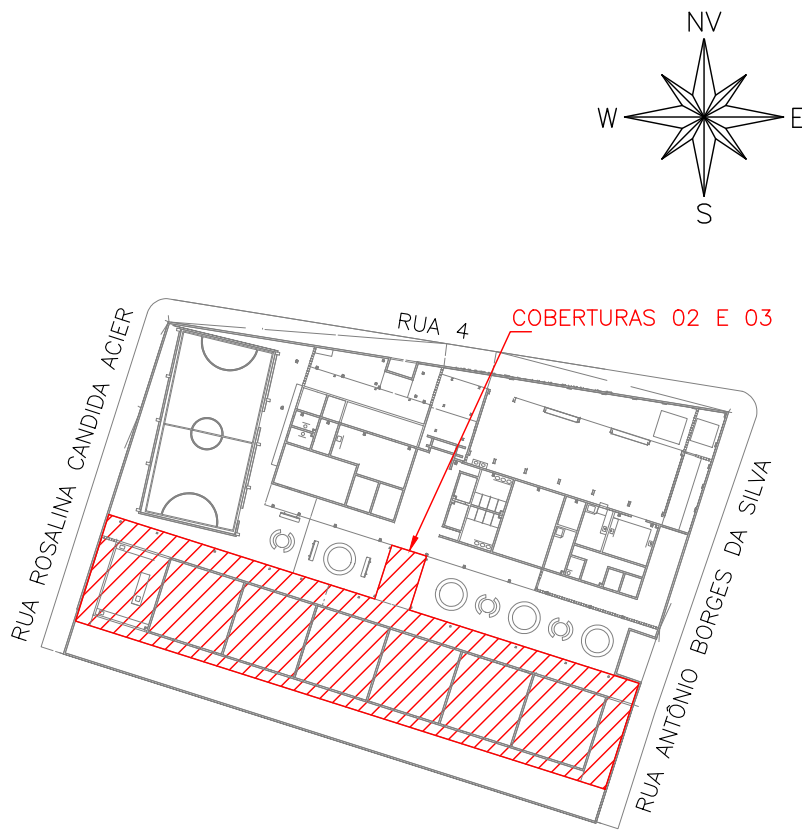 NV
W
E
S
RUA 4
COBERTURAS 02 E 03
RUA ROSALINA CANDIDA ACIER
RUA ANTÔNIO BORGES DA SILVA